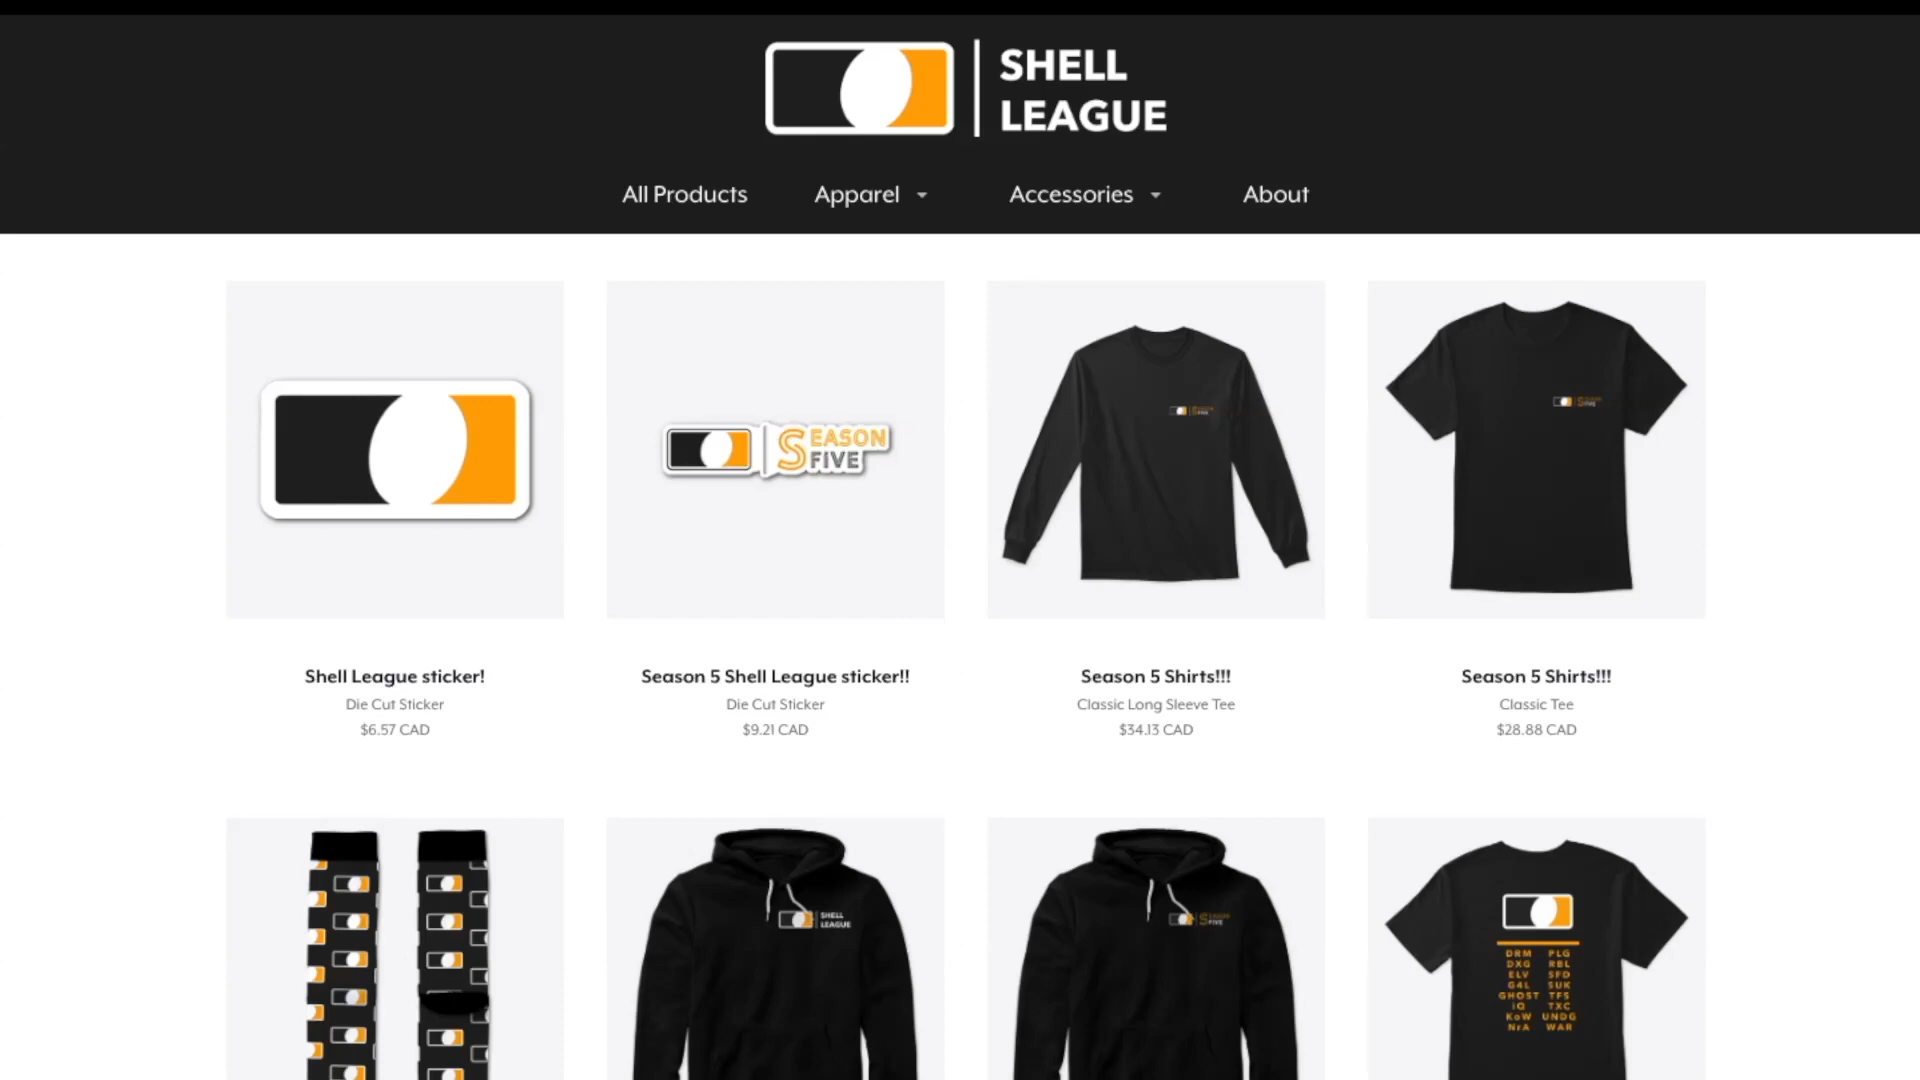 SHELL
LEAGUE
All Products
Apparel
Accessories
About
SEASON
FIVE
Shell League sticker!
Die Cut Sticker
$6.57 CAD
Season 5 Shell League sticker!!
Die Cut Sticker
$9.21 CAD
Season 5 Shirts!!!
Classic Long Sleeve Tee
$34.13 CAD
Season 5 Shirts!!!
Classic Tee
$28.88 CAD
SHELL
LEAGUE
SEASON
FIVE
DRM PLG
DXG RBL
ELV SFD
G4L SUK
GHOST TFS
iQ TXC
KoW UNDG
NrA WAR